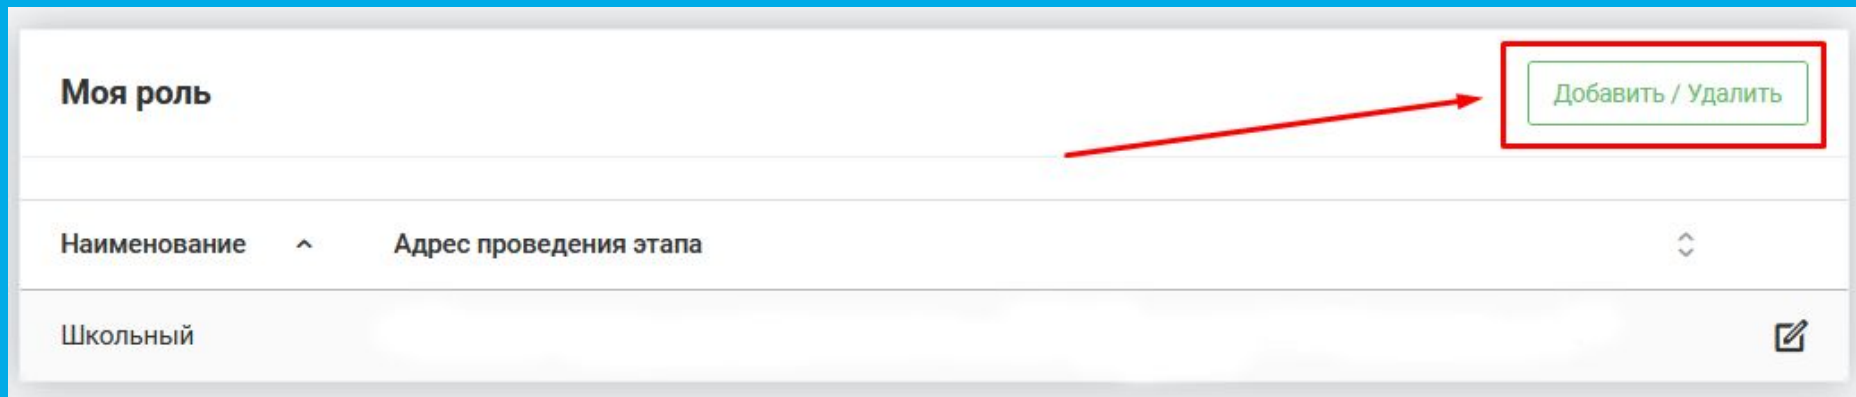 Моя роль
Добавить / Удалить
Наименование Адрес проведения этапа
Школьный